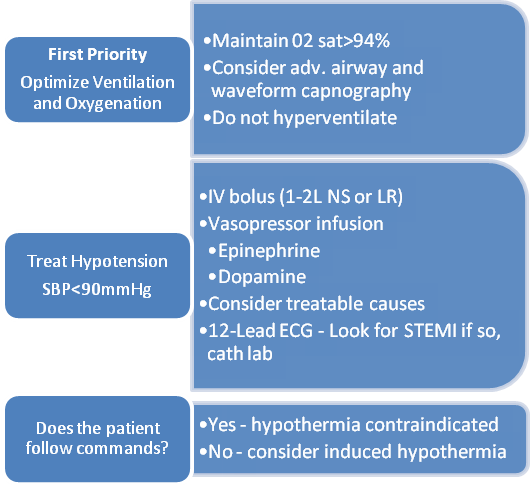 First Priority
Optimize Ventilation
and Oxygenation
•Maintain 02 sat>94%
•Consider adv. airway and
waveform capnography
•Do not hyperventilate
Treat Hypotension
SBP<90mmHg
•IV bolus (1-2L NS or LR)
•Vasopressor infusion
•Epinephrine
•Dopamine
•Consider treatable causes
•12-Lead ECG - Look for STEMI if so,
cath lab
Does the patient
follow commands?
•Yes - hypothermia contraindicated
•No - consider induced hypothermia